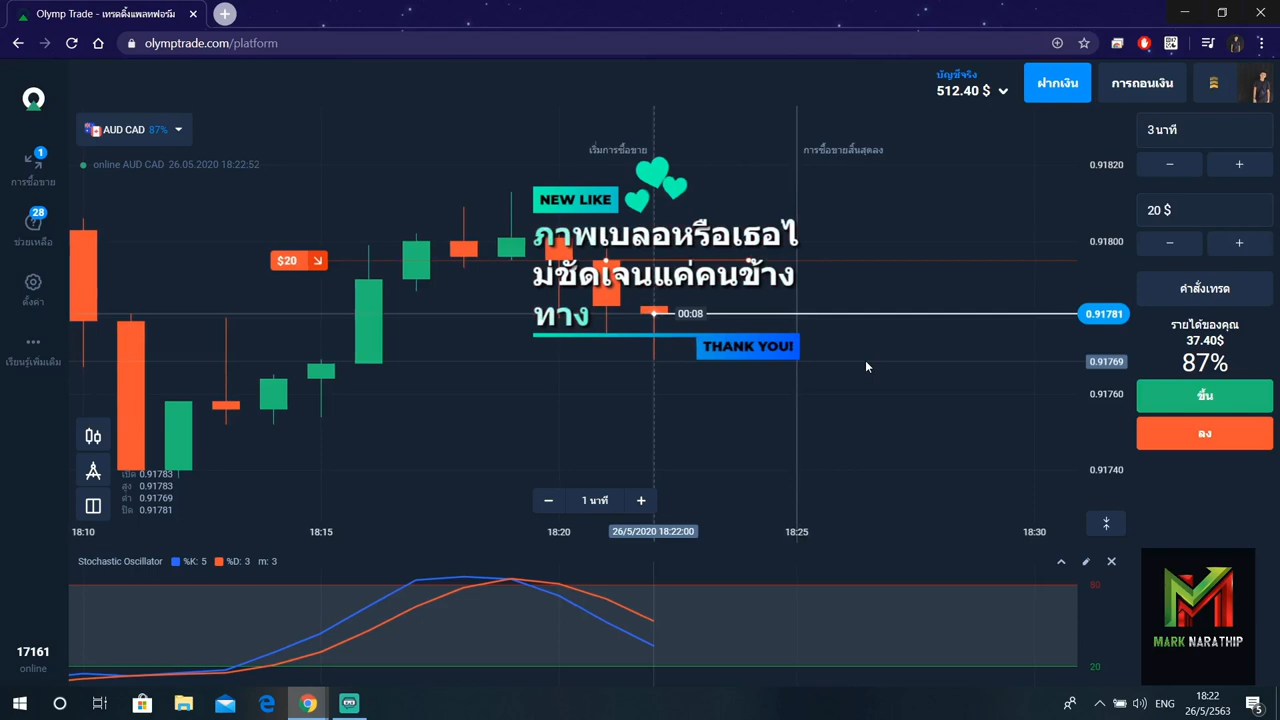 Olymp Trade - เทรดดิ้งแพลทฟอร์ม
olymptrade.com/platform
บัญชีจริง
512.40 $
ฝากเงิน
การถอนเงิน
AUD CAD 87%
online AUD CAD 26.05.2020 18:22:52
1
การซื้อขาย
28
ช่วยเหลือ
ตั้งค่า
เรียนรู้เพิ่มเติม
เริ่มการซื้อขาย
การซื้อขายสิ้นสุดลง
NEW LIKE
ภาพเบลอหรือเธอไ
ม่ชัดเจนแค่คนข้าง
ทาง
THANK YOU!
$20
00:08
0.91820
0.91800
0.91781
0.91769
0.91760
0.91740
3 นาที
20 $
คำสั่งเทรด
รายได้ของคุณ
37.40$
87%
ขึ้น
ลง
เปิด 0.91783
สูง 0.91783
ต่ำ 0.91769
ปิด 0.91781
1 นาที
18:10
18:15
18:20
26/5/2020 18:22:00
18:25
18:30
Stochastic Oscillator %K: 5 %D: 3 m: 3
80
20
MARK NARATHIP
17161
online
ENG
18:22
26/5/2563
5